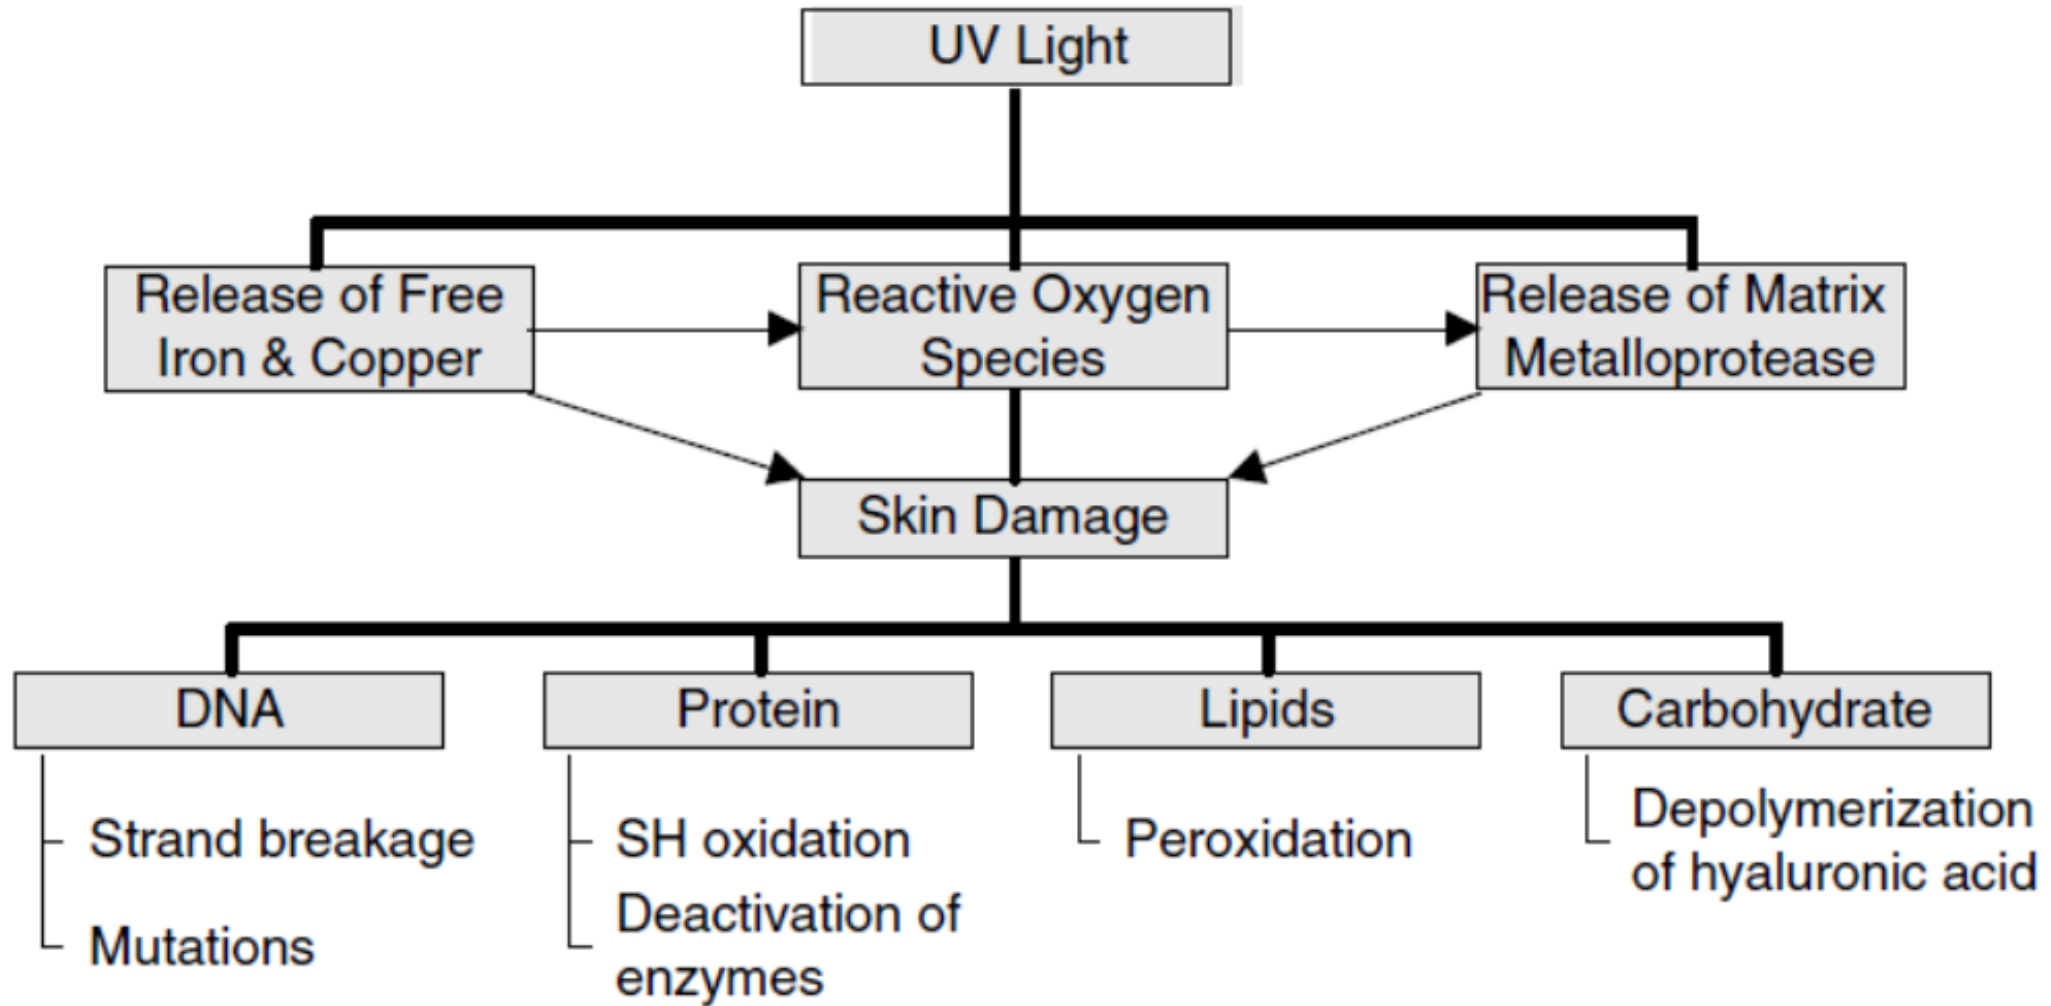 UV Light
Release of Free
Iron & Copper
Reactive Oxygen
Species
Release of Matrix
Metalloprotease
Skin Damage
DNA
Strand breakage
Mutations
Protein
SH oxidation
Deactivation of
enzymes
Lipids
Peroxidation
Carbohydrate
Depolymerization
of hyaluronic acid